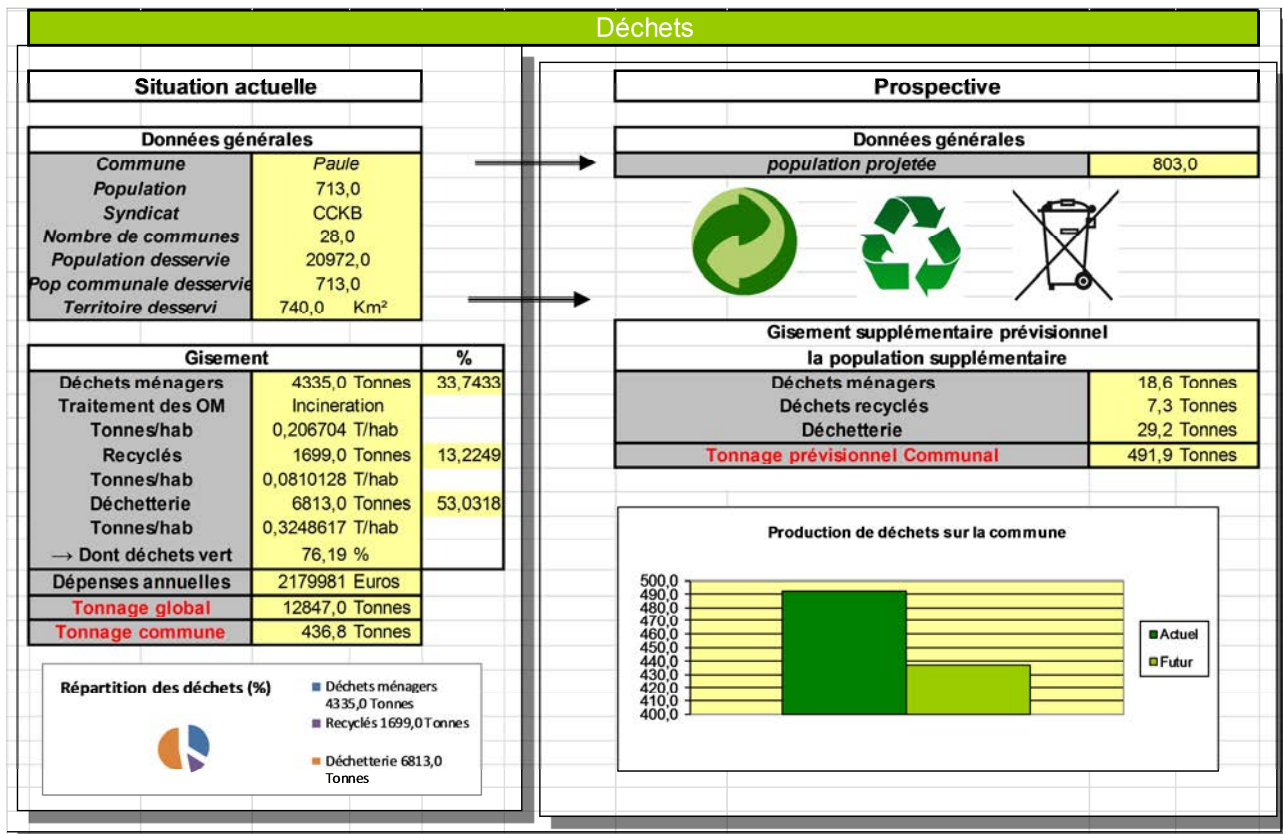 Déchets
Situation actuelle
Données générales
Commune Paule
Population 713,0
Syndicat CCKB
Nombre de communes 28,0
Population desservie 20972,0
Pop communale desservie 713,0
Territoire desservi 740,0 Km²
Gisement %
Déchets ménagers 4335,0 Tonnes 33,7433
Traitement des OM Incineration
Tonnes/hab 0,206704 T/hab
Recyclés 1699,0 Tonnes 13,2249
Tonnes/hab 0,0810128 T/hab
Déchetterie 6813,0 Tonnes 53,0318
Tonnes/hab 0,3248617 T/hab
→ Dont déchets vert 76,19 %
Dépenses annuelles 2179981 Euros
Tonnage global 12847,0 Tonnes
Tonnage commune 436,8 Tonnes
Répartition des déchets (%)
Déchets ménagers
4335,0 Tonnes
Recyclés 1699,0 Tonnes
Déchetterie 6813,0
Tonnes
Prospective
Données générales
population projetée 803,0
Gisement supplémentaire prévisionnel
la population supplémentaire
Déchets ménagers 18,6 Tonnes
Déchets recyclés 7,3 Tonnes
Déchetterie 29,2 Tonnes
Tonnage prévisionnel Communal 491,9 Tonnes
Production de déchets sur la commune
500,0
490,0
480,0
470,0
460,0
450,0
440,0
430,0
420,0
410,0
400,0
Actuel
Futur